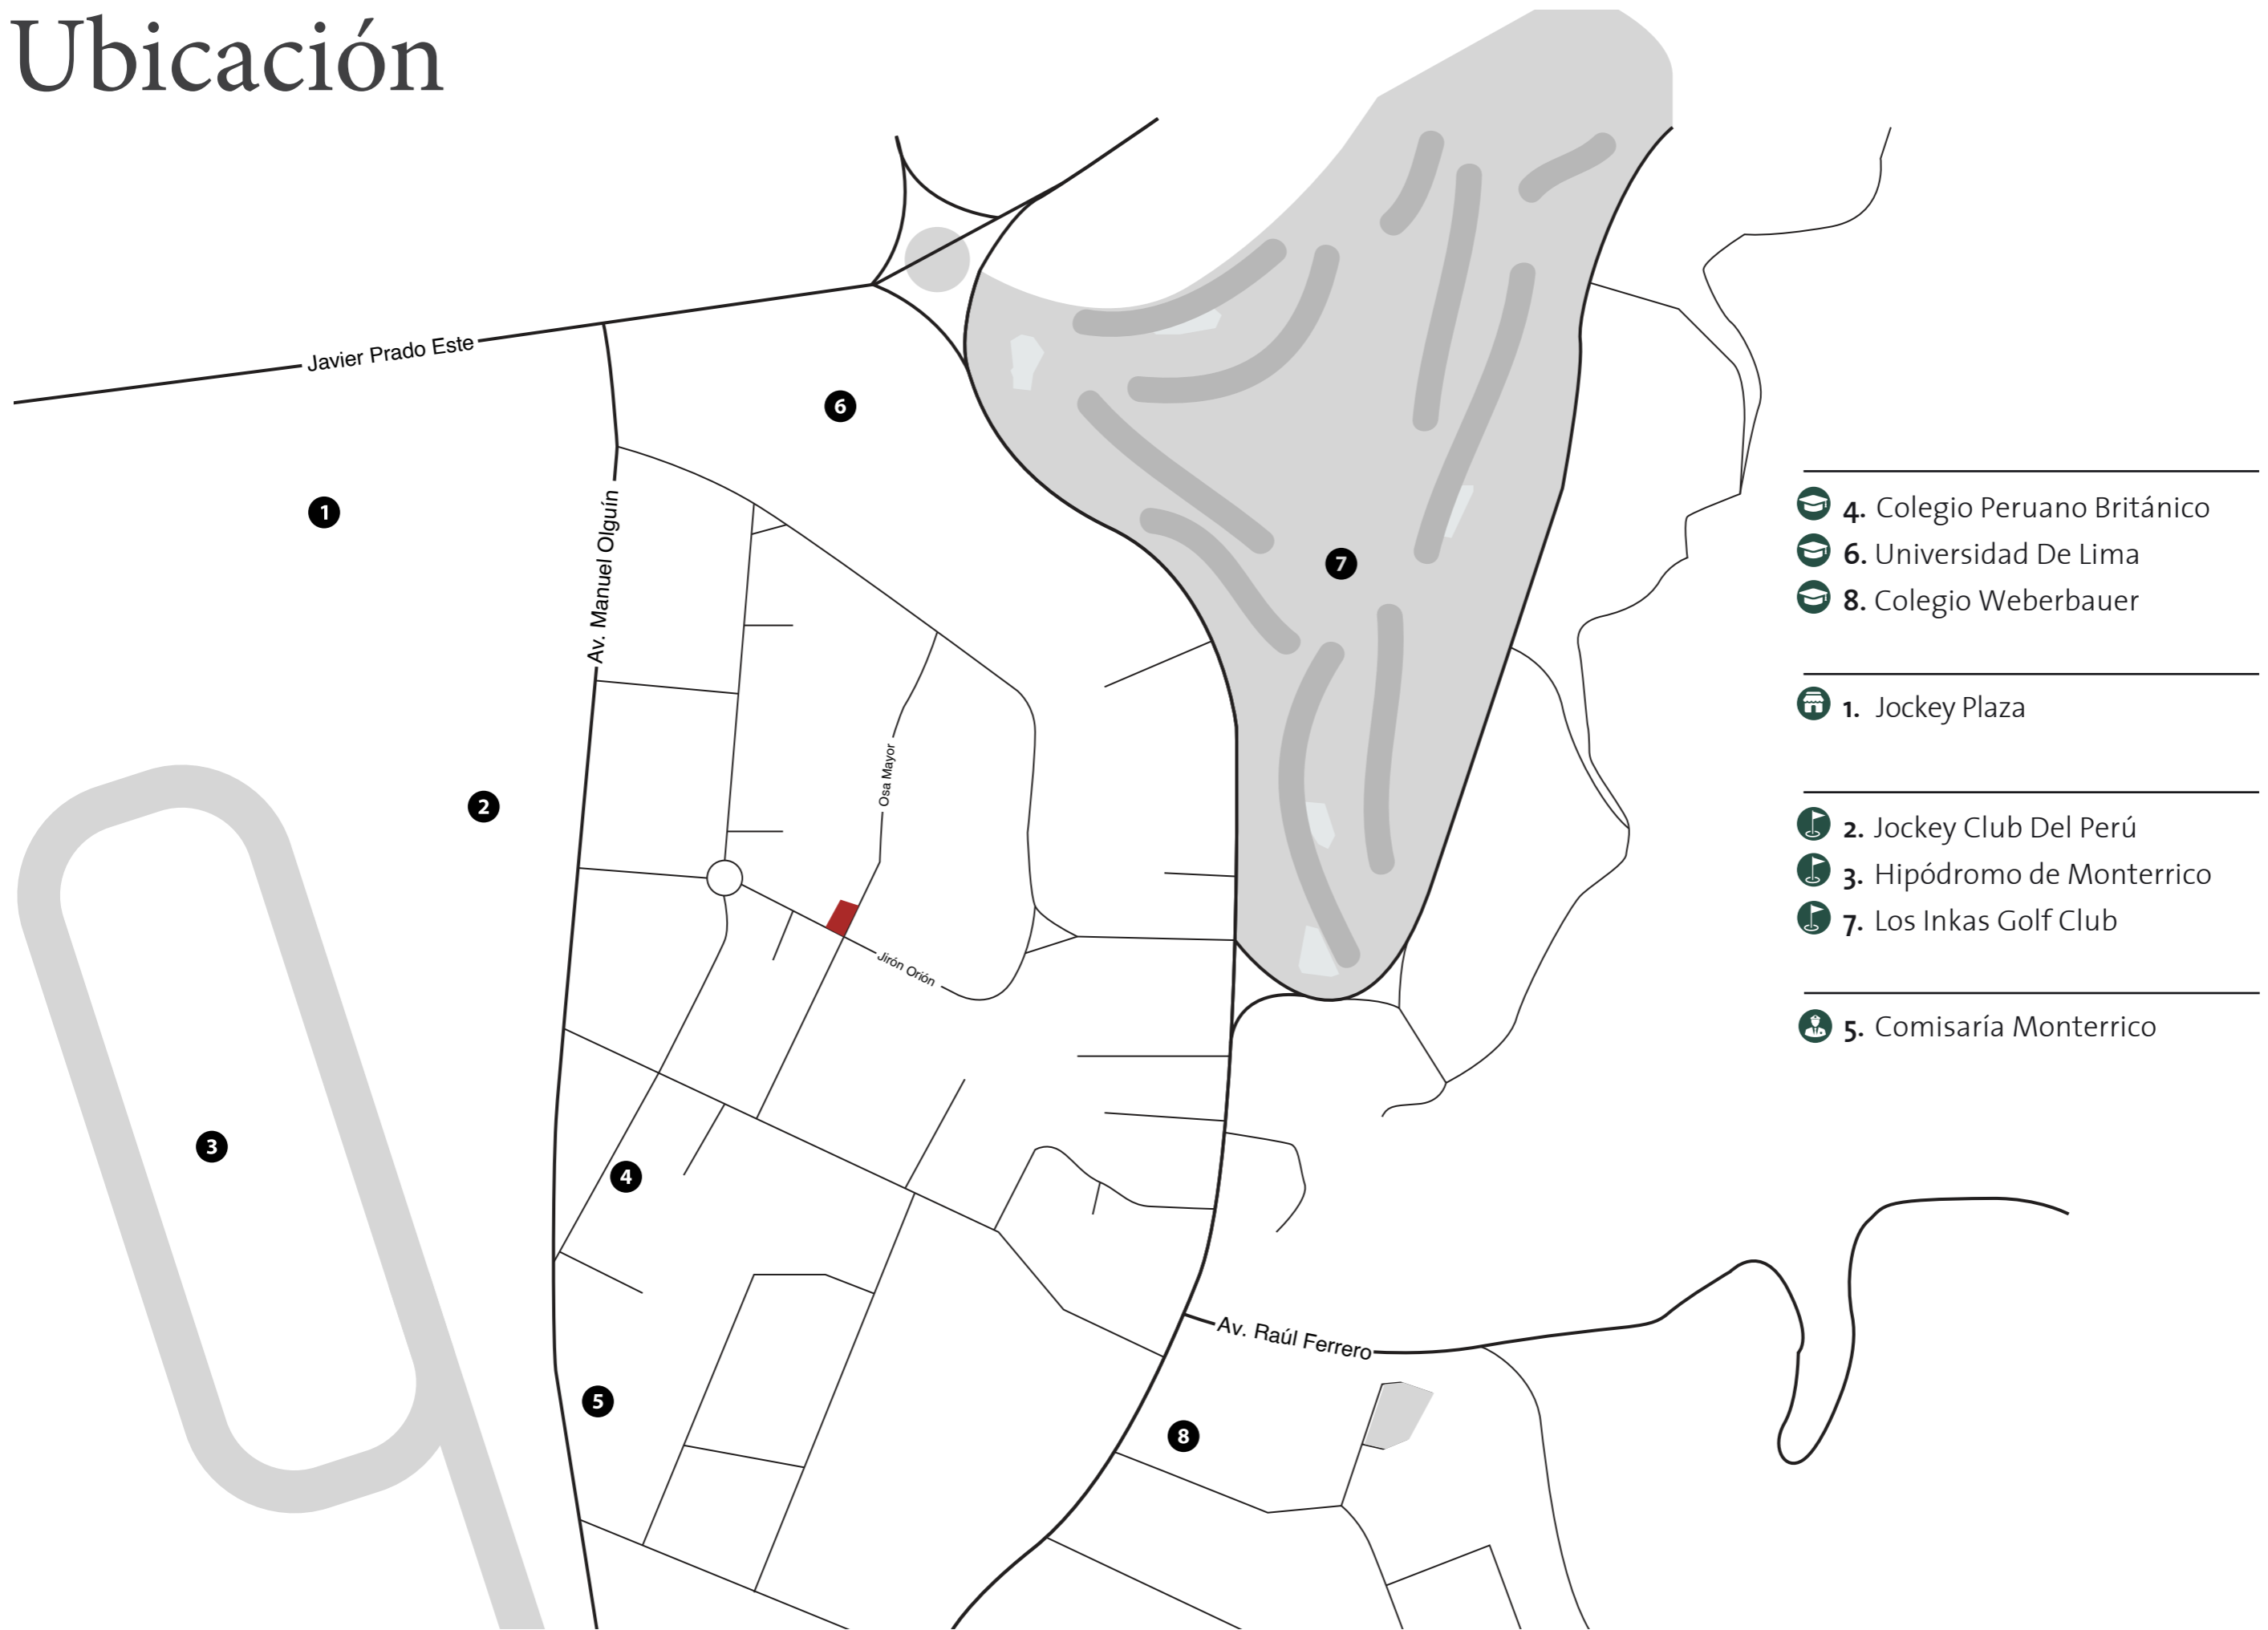 Ubicación
Javier Prado Este
6
1
Av. Manuel Olguín
7
4. Colegio Peruano Británico
6. Universidad De Lima
8. Colegio Weberbauer
1. Jockey Plaza
2
Osa Mayor
2. Jockey Club Del Perú
3. Hipódromo de Monterrico
7. Los Inkas Golf Club
Jirón Orión
5. Comisaría Monterrico
3
4
Av. Raúl Ferrero
5
8